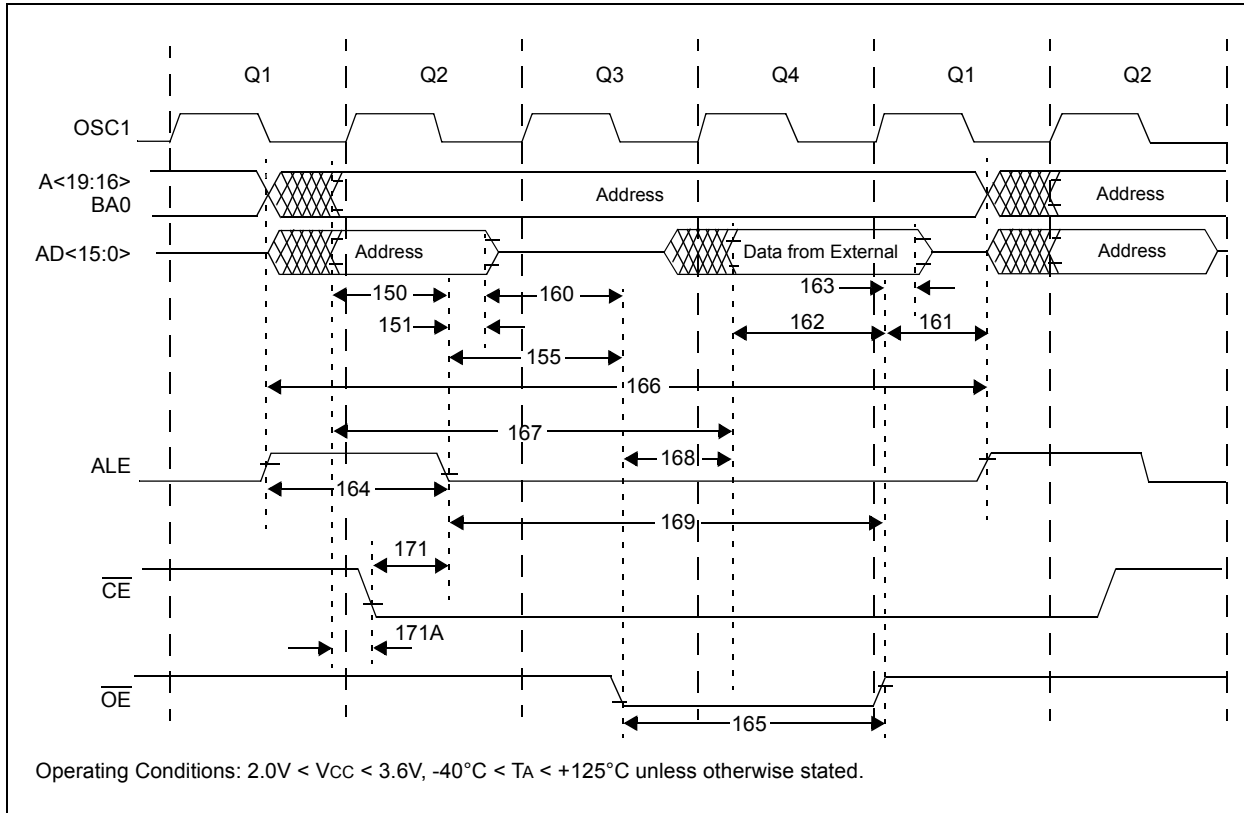 Q1 Q2 Q3 Q4 Q1 Q2
OSC1
A<19:16>
BA0
Address
Address
AD<15:0>
Address
Data from External
Address
150
160
163
151
162
161
155
166
167
ALE
168
164
169
171
CE
171A
OE
165
Operating Conditions: 2.0V < VCC < 3.6V, -40°C < TA < +125°C unless otherwise stated.